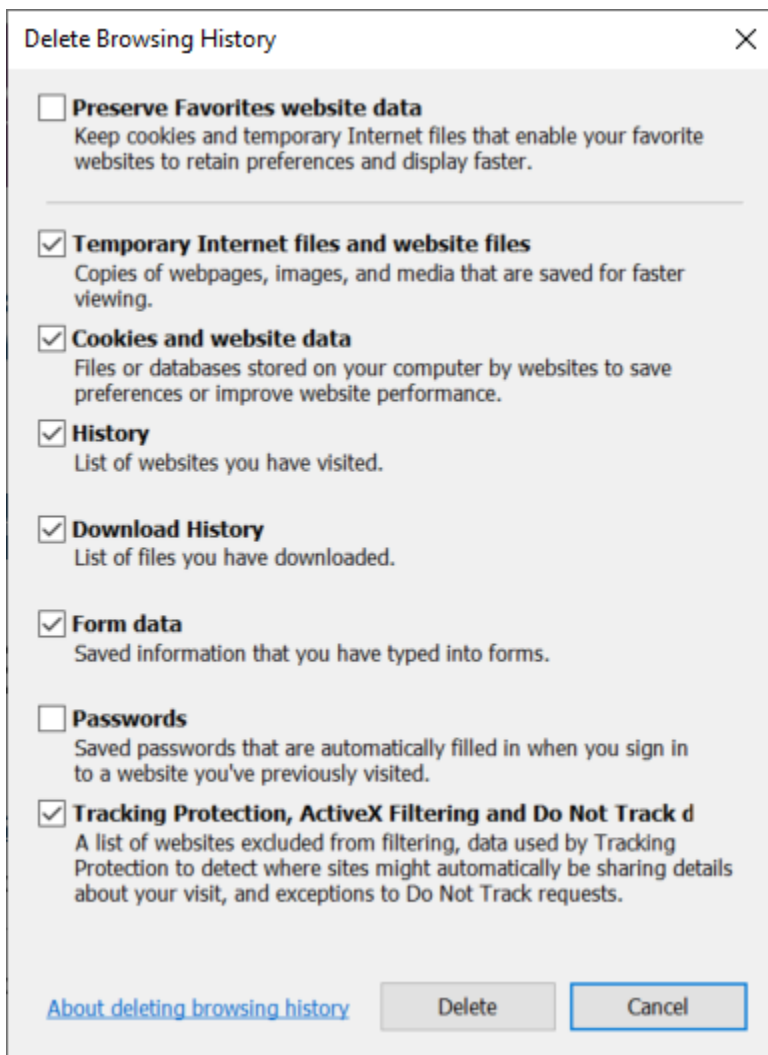 Delete Browsing History
Preserve Favorites website data
Keep cookies and temporary Internet files that enable your favorite
websites to retain preferences and display faster.
Temporary Internet files and website files
Copies of webpages, images, and media that are saved for faster
viewing.
Cookies and website data
Files or databases stored on your computer by websites to save
preferences or improve website performance.
History
List of websites you have visited.
Download History
List of files you have downloaded.
Form data
Saved information that you have typed into forms.
Passwords
Saved passwords that are automatically filled in when you sign in
to a website you've previously visited.
Tracking Protection, ActiveX Filtering and Do Not Track d
A list of websites excluded from filtering, data used by Tracking
Protection to detect where sites might automatically be sharing details
about your visit, and exceptions to Do Not Track requests.
About deleting browsing history Delete Cancel